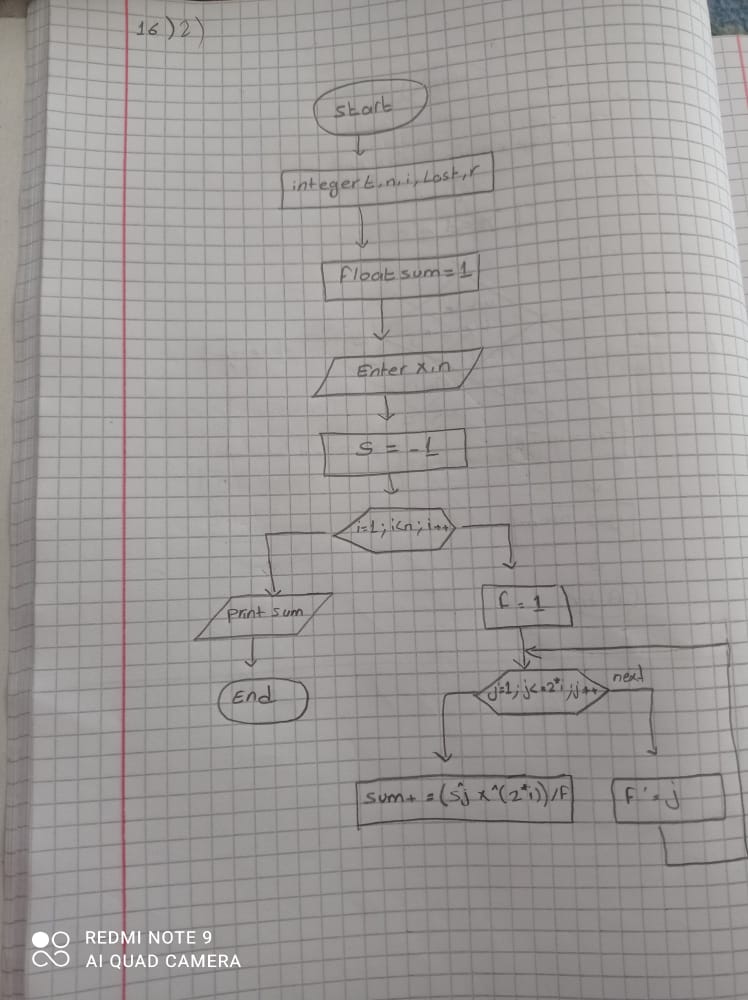 16)2)
Start
integer t, n, i, Last, r
float sum = 1
Enter x, n
S = -1
i=1; i<n; i++
print sum
f = 1
End
j=1; j<=2*i; j++
next
sum+ = (S^j x^(2*i))/F
F *= j
REDMI NOTE 9
AI QUAD CAMERA